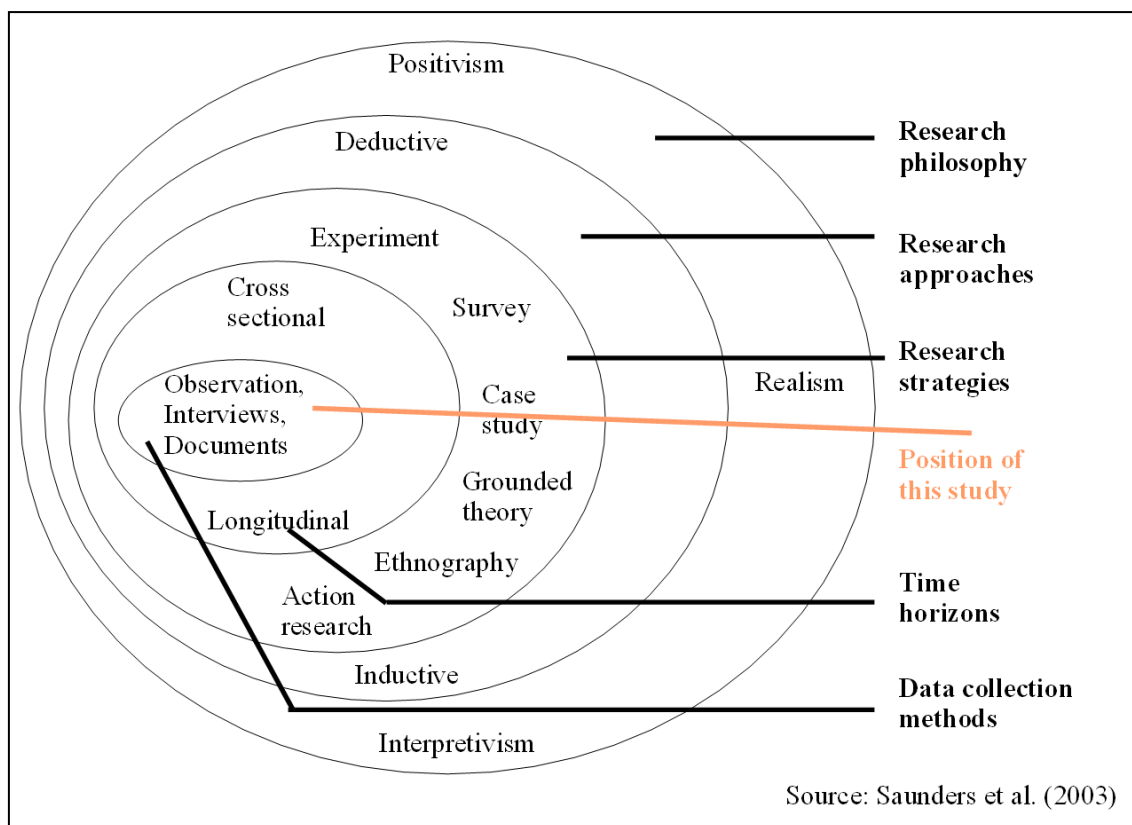 Positivism
Deductive
Experiment
Cross
sectional
Survey
Observation,
Interviews,
Documents
Case
study
Realism
Grounded
theory
Longitudinal
Ethnography
Action
research
Inductive
Interpretivism
Research
philosophy
Research
approaches
Research
strategies
Position of
this study
Time
horizons
Data collection
methods
Source: Saunders et al. (2003)